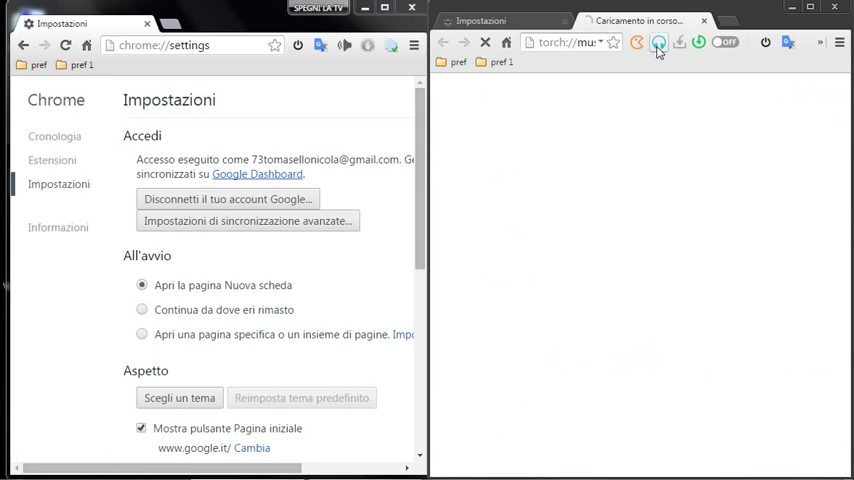 SPEGNI LA TV
Impostazioni
chrome://settings
pref
pref 1
Chrome
Impostazioni
Cronologia
Estensioni
Impostazioni
Informazioni
Accedi
Accesso eseguito come 73tomasellonicola@gmail.com. Ge
sincronizzati su Google Dashboard.
Disconnetti il tuo account Google...
Impostazioni di sincronizzazione avanzate...
All'avvio
Apri la pagina Nuova scheda
Continua da dove eri rimasto
Apri una pagina specifica o un insieme di pagine. Impo
Aspetto
Scegli un tema
Reimposta tema predefinito
Mostra pulsante Pagina iniziale
www.google.it/ Cambia
Impostazioni
Caricamento in corso...
torch://mu
OFF
»
pref
pref 1